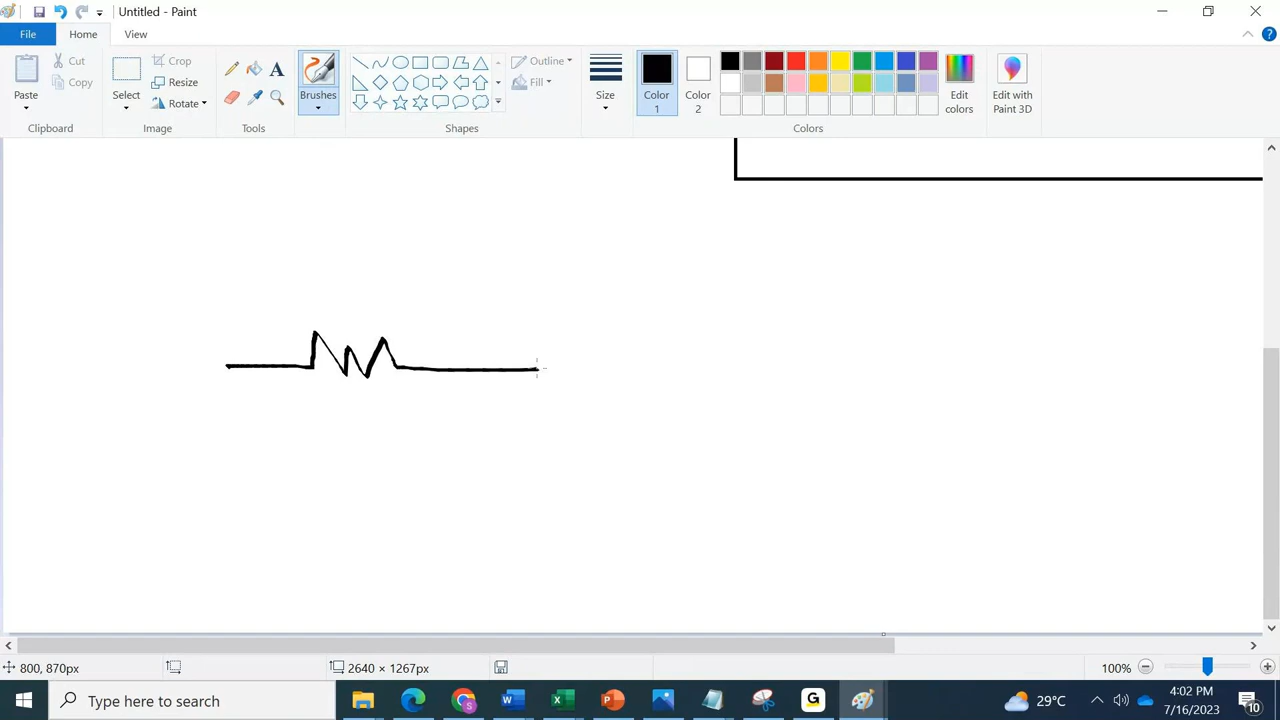 Untitled - Paint
File Home View
Paste
Cut
Copy
Clipboard
Select
Crop
Resize
Rotate
Image
Tools
Brushes
Outline
Fill
Shapes
Size
Color 1
Color 2
Edit colors
Colors
Edit with Paint 3D
800, 870px
2640 × 1267px
100%
Type here to search
29°C
4:02 PM
7/16/2023
10